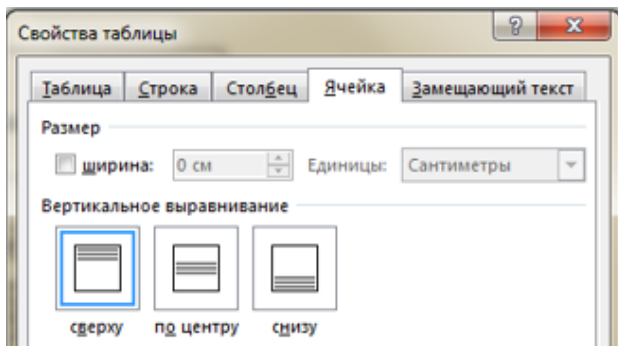 Свойства таблицы
Таблица Строка Столбец Ячейка Замещающий текст
Размер
ширина: 0 см Единицы: Сантиметры
Вертикальное выравнивание
сверху по центру снизу